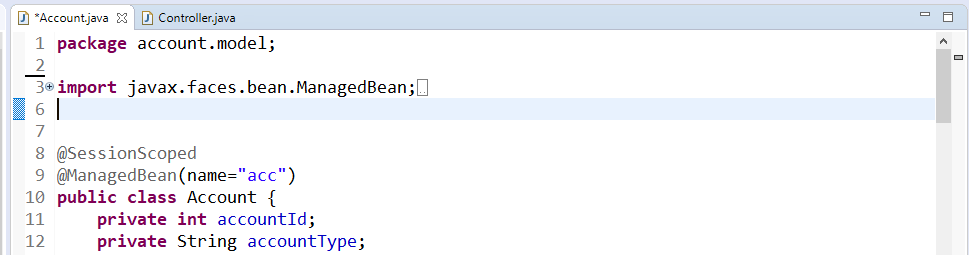 *Account.java Controller.java
1 package account.model;
2
3 import javax.faces.bean.ManagedBean;
6
7
8 @SessionScoped
9 @ManagedBean(name="acc")
10 public class Account {
11 private int accountId;
12 private String accountType;